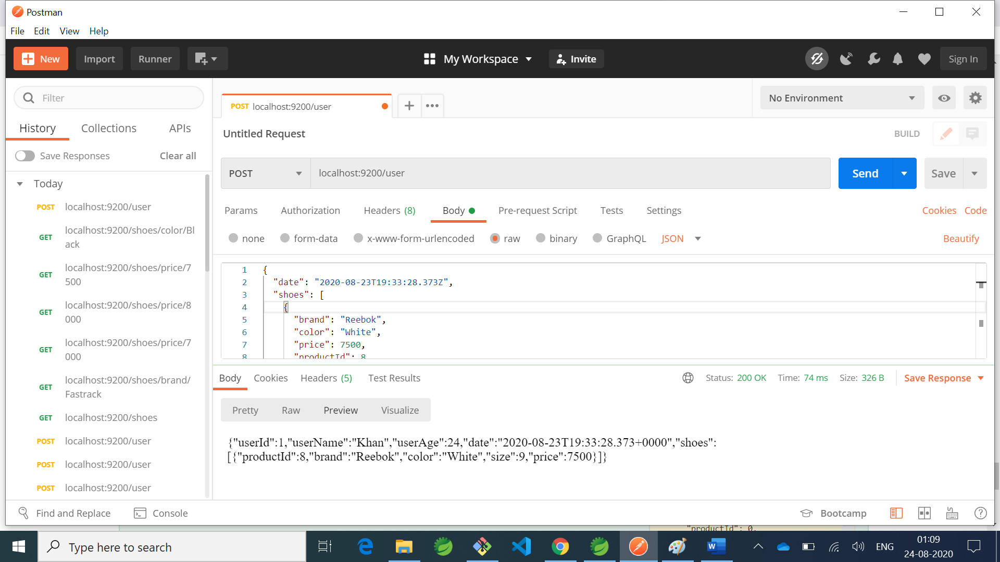 Postman
File Edit View Help
New Import Runner My Workspace Invite Sign In
Filter
History Collections APIs
Save Responses Clear all
Today
POST localhost:9200/user
GET localhost:9200/shoes/color/Bl
ack
GET localhost:9200/shoes/price/7
500
GET localhost:9200/shoes/price/8
000
GET localhost:9200/shoes/price/7
000
GET localhost:9200/shoes/brand/
Fastrack
GET localhost:9200/shoes
POST localhost:9200/user
POST localhost:9200/user
POST localhost:9200/user
POST localhost:9200/user
No Environment
Untitled Request BUILD
POST localhost:9200/user Send Save
Params Authorization Headers (8) Body Pre-request Script Tests Settings Cookies Code
none form-data x-www-form-urlencoded raw binary GraphQL JSON Beautify
1 {
2 "date": "2020-08-23T19:33:28.373Z",
3 "shoes": [
4 {
5 "brand": "Reebok",
6 "color": "White",
7 "price": 7500,
8 "productId": 8
Body Cookies Headers (5) Test Results Status: 200 OK Time: 74 ms Size: 326 B Save Response
Pretty Raw Preview Visualize
{"userId":1,"userName":"Khan","userAge":24,"date":"2020-08-23T19:33:28.373+0000","shoes":
[{"productId":8,"brand":"Reebok","color":"White","size":9,"price":7500}]}
Find and Replace Console Bootcamp
"productId": 0,
Type here to search
W
ENG
01:09
24-08-2020